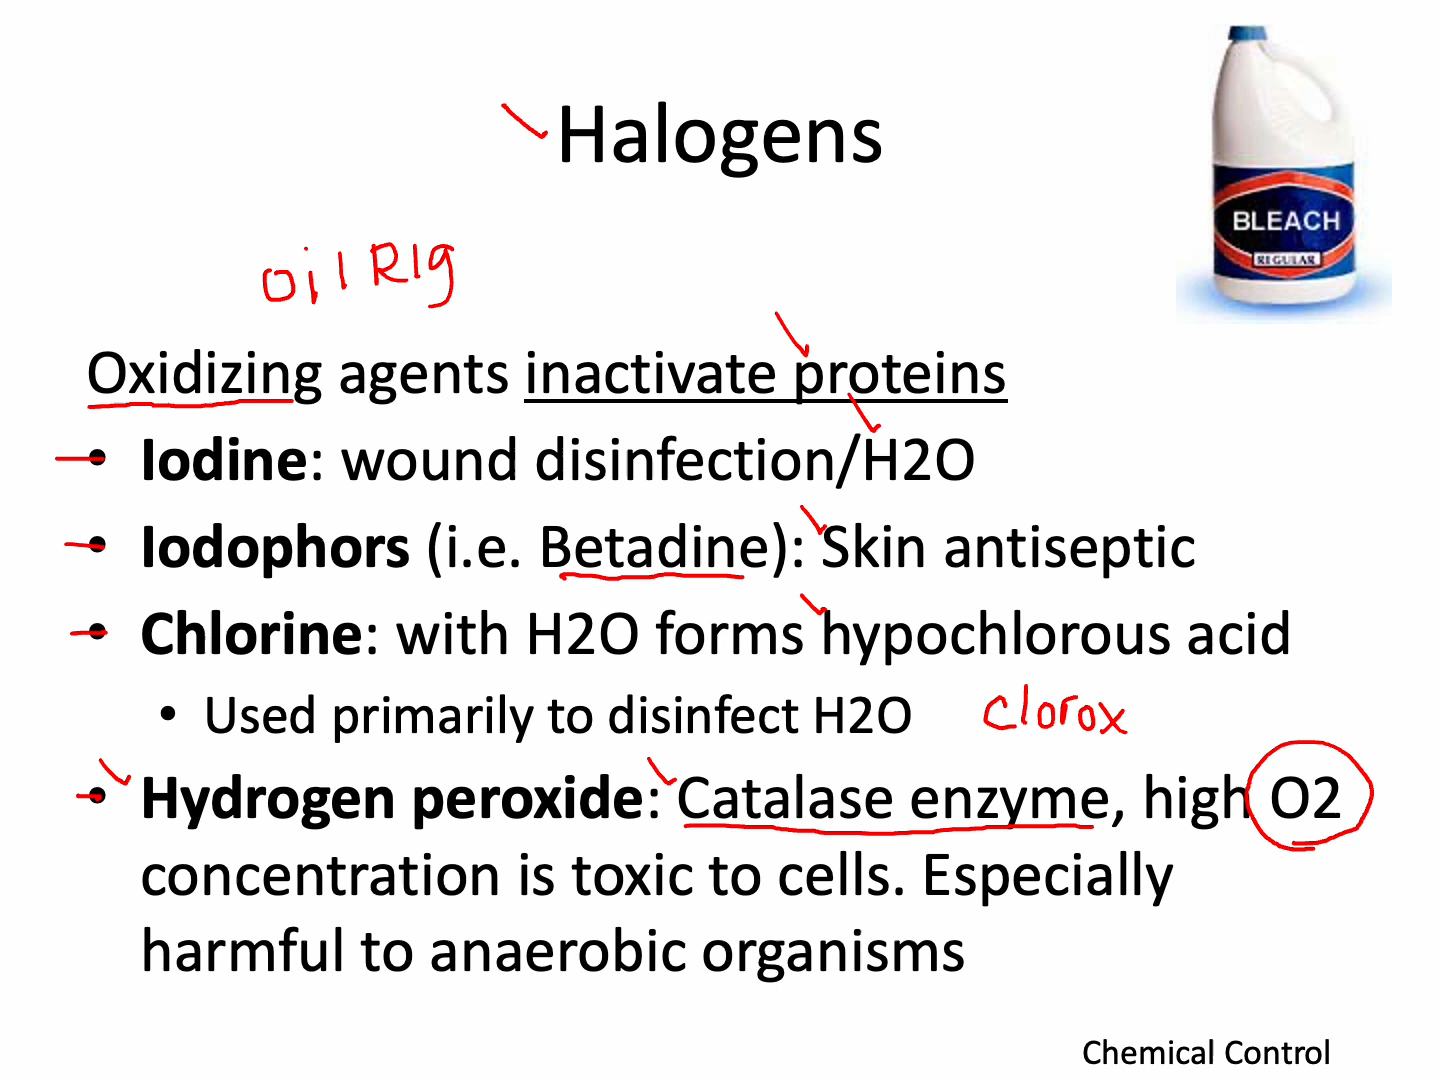 Halogens
BLEACH
REGULAR
oil RIg
Oxidizing agents inactivate proteins
• Iodine: wound disinfection/H2O
• Iodophors (i.e. Betadine): Skin antiseptic
• Chlorine: with H2O forms hypochlorous acid
• Used primarily to disinfect H2O
clorox
• Hydrogen peroxide: Catalase enzyme, high O2
concentration is toxic to cells. Especially
harmful to anaerobic organisms
Chemical Control